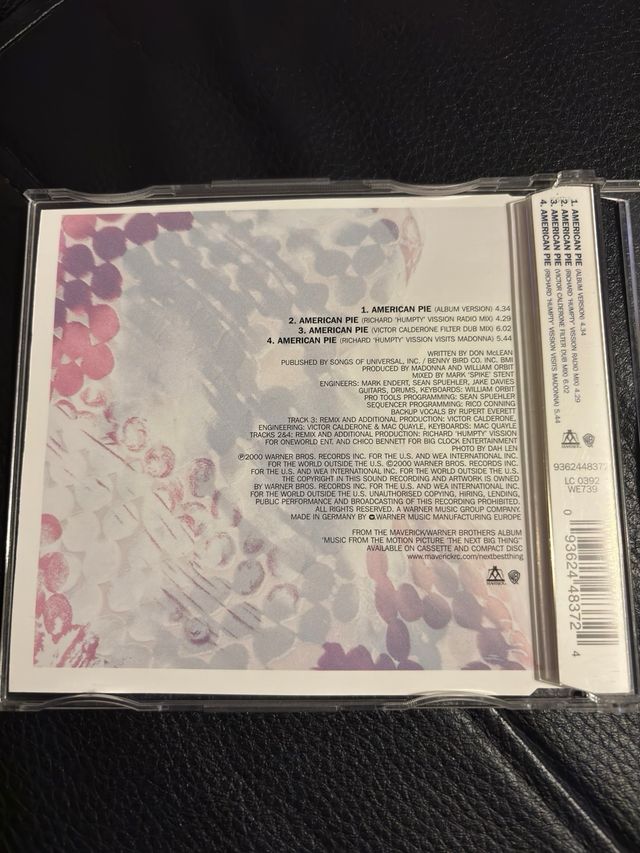 1. AMERICAN PIE (ALBUM VERSION) 4.34
2. AMERICAN PIE (RICHARD 'HUMPTY' VISSION RADIO MIX) 4.29
3. AMERICAN PIE (VICTOR CALDERONE FILTER DUB MIX) 6.02
4. AMERICAN PIE (RICHARD 'HUMPTY' VISSION VISITS MADONNA) 5.44
WRITTEN BY DON McLEAN
PUBLISHED BY SONGS OF UNIVERSAL, INC. / BENNY BIRD CO. INC. BMI
PRODUCED BY MADONNA AND WILLIAM ORBIT
MIXED BY MARK 'SPIKE' STENT
ENGINEERS: MARK ENDERT, SEAN SPUEHLER, JAKE DAVIES
GUITARS, DRUMS, KEYBOARDS: WILLIAM ORBIT
PRO TOOLS PROGRAMMING: SEAN SPUEHLER
SEQUENCER PROGRAMMING: RICO CONNING
BACKUP VOCALS BY RUPERT EVERETT
TRACK 3: REMIX AND ADDITIONAL PRODUCTION: VICTOR CALDERONE,
ENGINEERING: VICTOR CALDERONE & MAC QUAYLE, KEYBOARDS: MAC QUAYLE
TRACKS 2&4: REMIX AND ADDITIONAL PRODUCTION: RICHARD 'HUMPTY' VISSION
FOR ONEWORLD ENT. AND CHICO BENNETT FOR BIG CLOCK ENTERTAINMENT
PHOTO BY DAH LEN
℗2000 WARNER BROS. RECORDS INC. FOR THE U.S. AND WEA INTERNATIONAL INC.
FOR THE WORLD OUTSIDE THE U.S. ©2000 WARNER BROS. RECORDS INC.
FOR THE U.S. AND WEA INTERNATIONAL INC. FOR THE WORLD OUTSIDE THE U.S.
THE COPYRIGHT IN THIS SOUND RECORDING AND ARTWORK IS OWNED
BY WARNER BROS. RECORDS INC. FOR THE U.S. AND WEA INTERNATIONAL INC.
FOR THE WORLD OUTSIDE THE U.S. UNAUTHORISED COPYING, HIRING, LENDING,
PUBLIC PERFORMANCE AND BROADCASTING OF THIS RECORDING PROHIBITED.
ALL RIGHTS RESERVED. A WARNER MUSIC GROUP COMPANY.
MADE IN GERMANY BY WARNER MUSIC MANUFACTURING EUROPE
FROM THE MAVERICK/WARNER BROTHERS ALBUM
'MUSIC FROM THE MOTION PICTURE 'THE NEXT BIG THING''
AVAILABLE ON CASSETTE AND COMPACT DISC
www.maverickrc.com/nextbestthing
MAVERICK
1. AMERICAN PIE (ALBUM VERSION) 4.34
2. AMERICAN PIE (RICHARD 'HUMPTY' VISSION RADIO MIX) 4.29
3. AMERICAN PIE (VICTOR CALDERONE FILTER DUB MIX) 6.02
4. AMERICAN PIE (RICHARD 'HUMPTY' VISSION VISITS MADONNA) 5.44
MAVERICK
9362448372
LC 0392
WE739
0 93624 48372 4